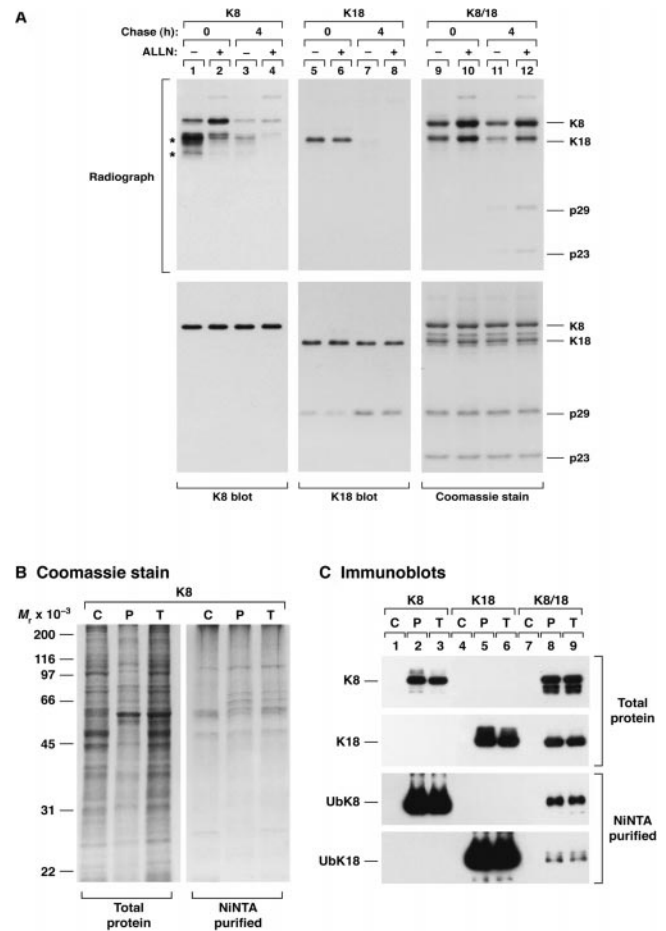 A
K8 K18 K8/18
Chase (h): 0 4 0 4 0 4
ALLN: – + – + – + – + – + – +
1 2 3 4 5 6 7 8 9 10 11 12
K8
* K18
*
Radiograph
p29
p23
K8
K18
p29
p23
K8 blot K18 blot Coomassie stain
B Coomassie stain
K8
Mr x 10−3 C P T C P T
200
116
97
66
45
31
22
Total protein NiNTA purified
C Immunoblots
K8 K18 K8/18
C P T C P T C P T
1 2 3 4 5 6 7 8 9
K8
K18
Total protein
UbK8
UbK18
NiNTA purified